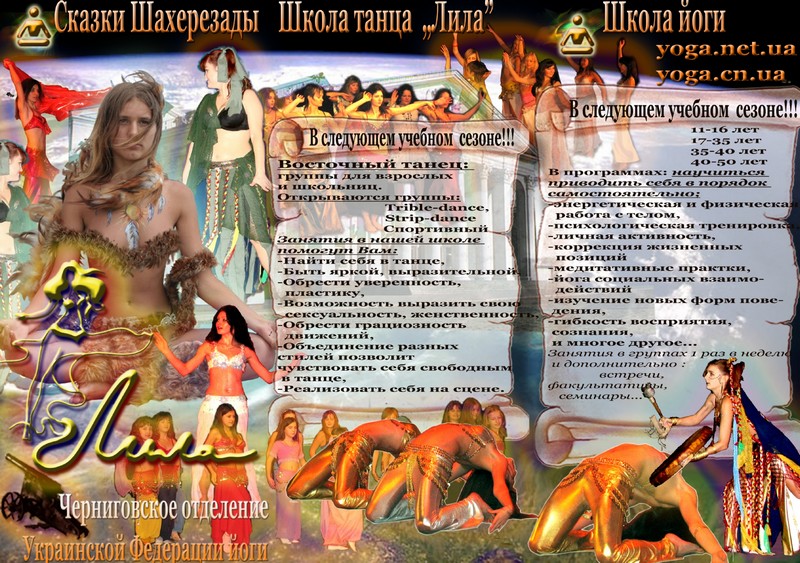 Сказки Шахерезады
Школа танца „Лила”
Школа йоги
yoga.net.ua
yoga.cn.ua
В следующем учебном сезоне!!!
Восточный танец:
группы для взрослых
и школьниц.
Открываются группы:
Trible-dance,
Strip-dance
Спортивный
Занятия в нашей школе
помогут Вам:
-Найти себя в танце,
-Быть яркой, выразительной,
-Обрести уверенность,
пластику,
-Возможность выразить свою
сексуальность, женственность,
-Обрести грациозность
движений,
-Объединение разных
стилей позволит
чувствовать себя свободным
в танце,
-Реализовать себя на сцене.
В следующем учебном сезоне!!!
11-16 лет
17-35 лет
35-40 лет
40-50 лет
В программах: научиться
приводить себя в порядок
самостоятельно:
-энергетическая и физическая
работа с телом,
-психологическая тренировка
-личная активность,
-коррекция жизненных
позиций
-медитативные практки,
-йога социальных взаимо-
действий
-изучение новых форм пове-
дения,
-гибкость восприятия,
сознания,
и многое другое...
Занятия в группах 1 раз в неделю
и дополнительно :
встречи,
факультативы,
семинары...
Лила
Черниговское отделение
Украинской Федерации йоги